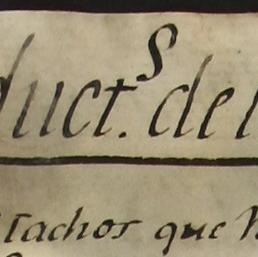 duct.s de l
tachos que h